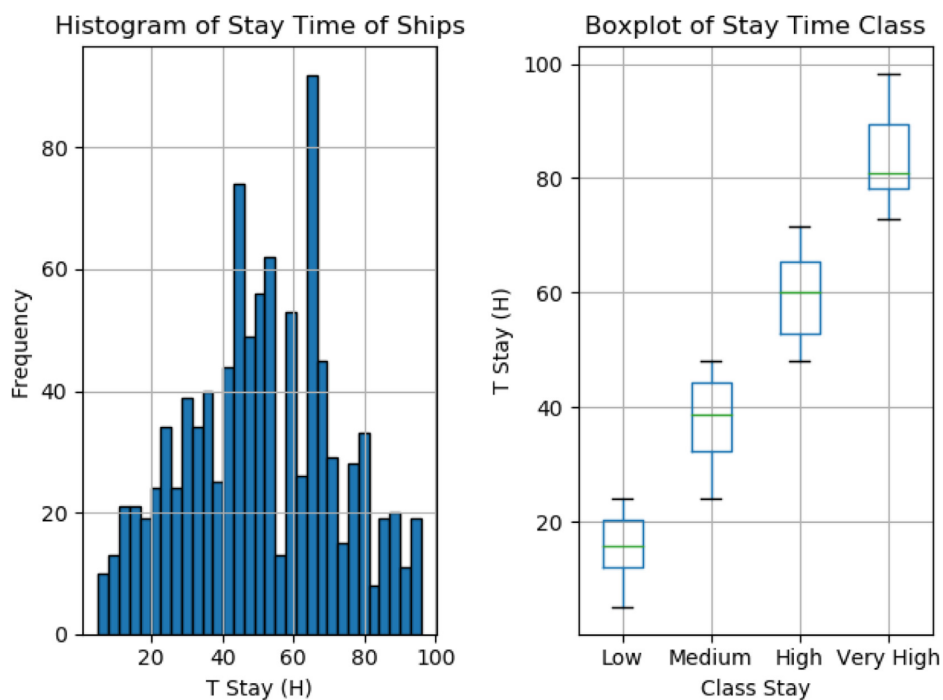 Histogram of Stay Time of Ships
Frequency
80
60
40
20
0
20 40 60 80 100
T Stay (H)
Boxplot of Stay Time Class
T Stay (H)
100
80
60
40
20
Low Medium High Very High
Class Stay